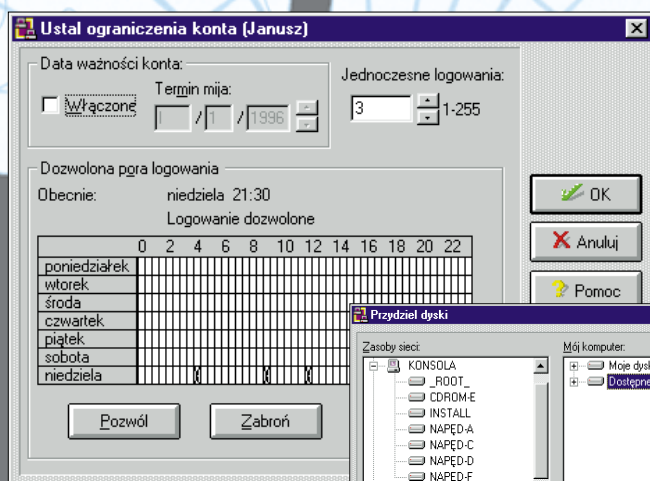 Ustal ograniczenia konta (Janusz)
Data ważności konta:
Włączone
Termin mija:
1 / 1 / 1996
Jednoczesne logowania:
3 1-255
Dozwolona pora logowania
Obecnie: niedziela 21:30
Logowanie dozwolone
0 2 4 6 8 10 12 14 16 18 20 22
poniedziałek
wtorek
środa
czwartek
piątek
sobota
niedziela
Pozwól Zabroń
OK
Anuluj
Pomoc
Przydziel dyski
Zasoby sieci:
KONSOLA
_ROOT_
CDROM-E
INSTALL
NAPĘD-A
NAPĘD-C
NAPĘD-D
NAPĘD-F
Mój komputer:
Moje dysk
Dostępne